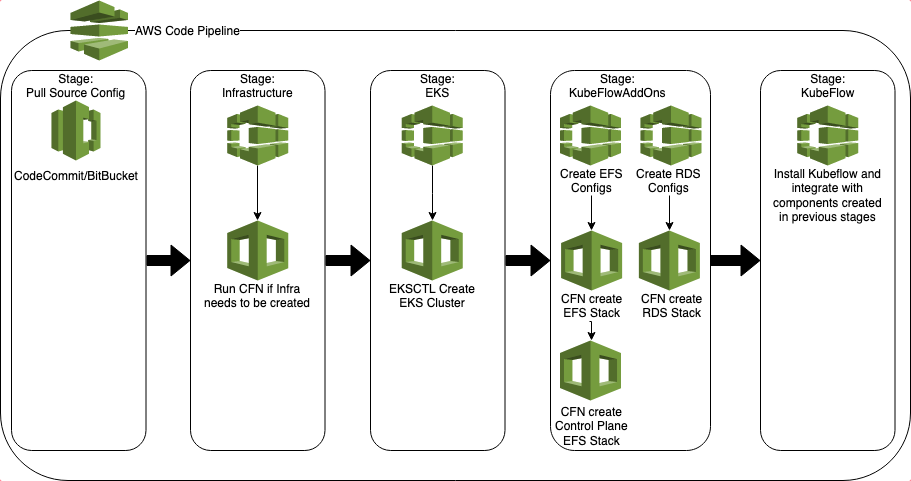 AWS Code Pipeline
Stage:
Pull Source Config
CodeCommit/BitBucket
Stage:
Infrastructure
Run CFN if Infra
needs to be created
Stage:
EKS
EKSCTL Create
EKS Cluster
Stage:
KubeFlowAddOns
Create EFS
Configs
CFN create
EFS Stack
CFN create
Control Plane
EFS Stack
Create RDS
Configs
CFN create
RDS Stack
Stage:
KubeFlow
Install Kubeflow and
integrate with
components created
in previous stages